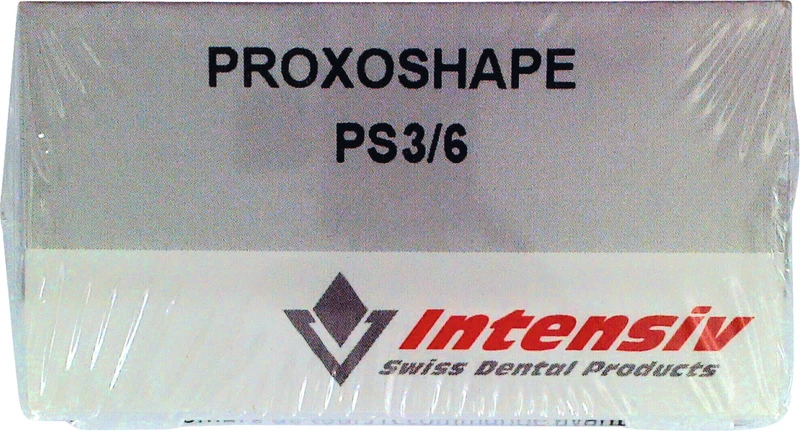 PROXOSHAPE
PS3/6
Intensiv
Swiss Dental Products